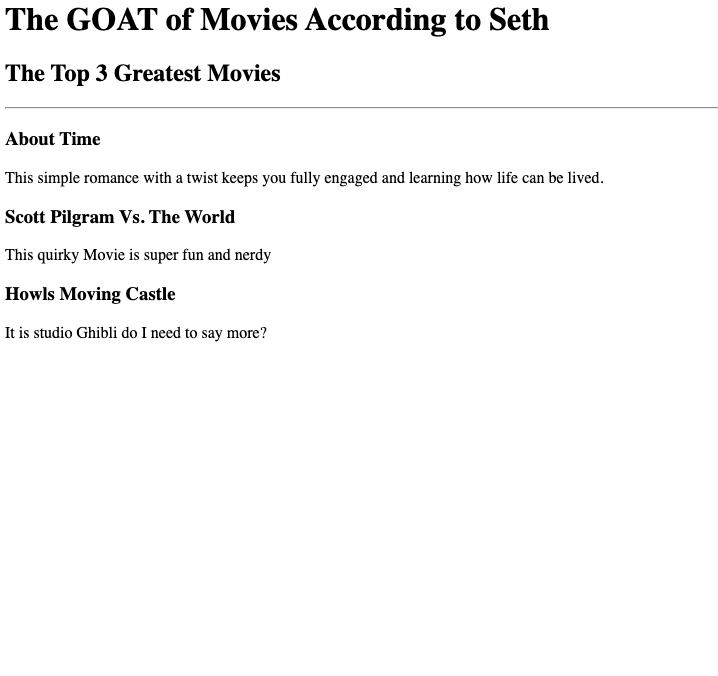 The GOAT of Movies According to Seth
The Top 3 Greatest Movies
About Time
This simple romance with a twist keeps you fully engaged and learning how life can be lived.
Scott Pilgram Vs. The World
This quirky Movie is super fun and nerdy
Howls Moving Castle
It is studio Ghibli do I need to say more?